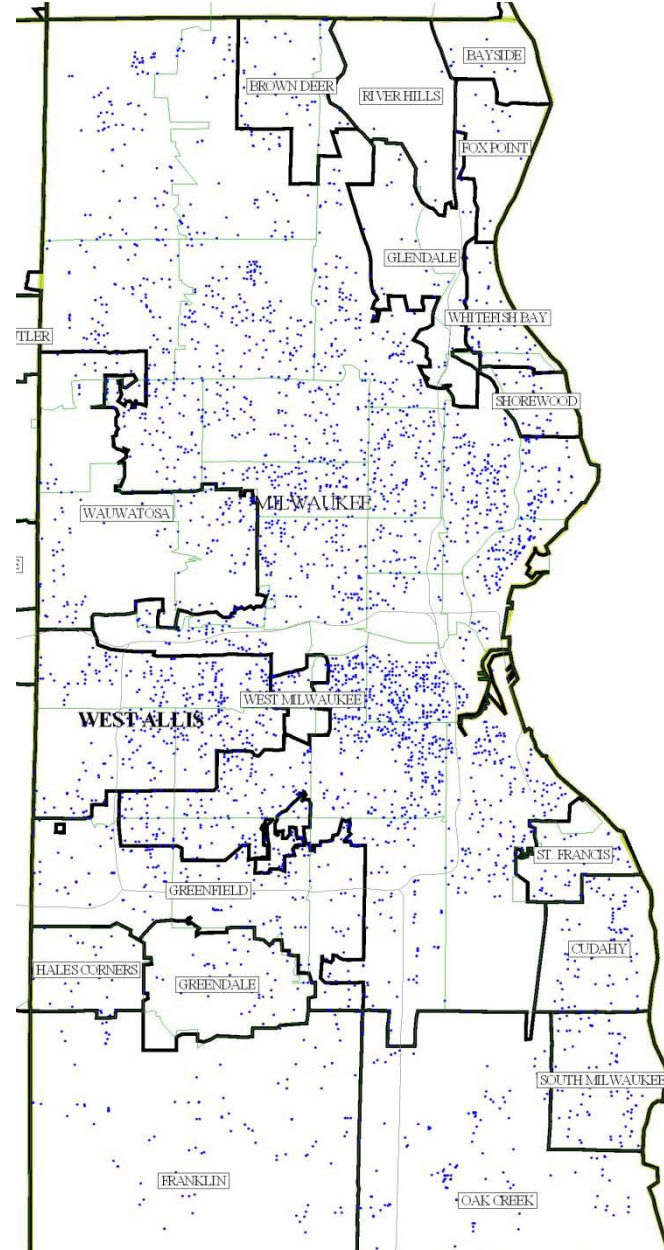 BAYSIDE
BROWN DEER
RIVER HILLS
FOX POINT
GLENDALE
WHITEFISH BAY
TLER
SHOREWOOD
MILWAUKEE
WAUWATOSA
WEST MILWAUKEE
WEST ALLIS
ST. FRANCIS
GREENFIELD
CUDAHY
HALES CORNERS
GREENDALE
SOUTH MILWAUKEE
FRANKLIN
OAK CREEK